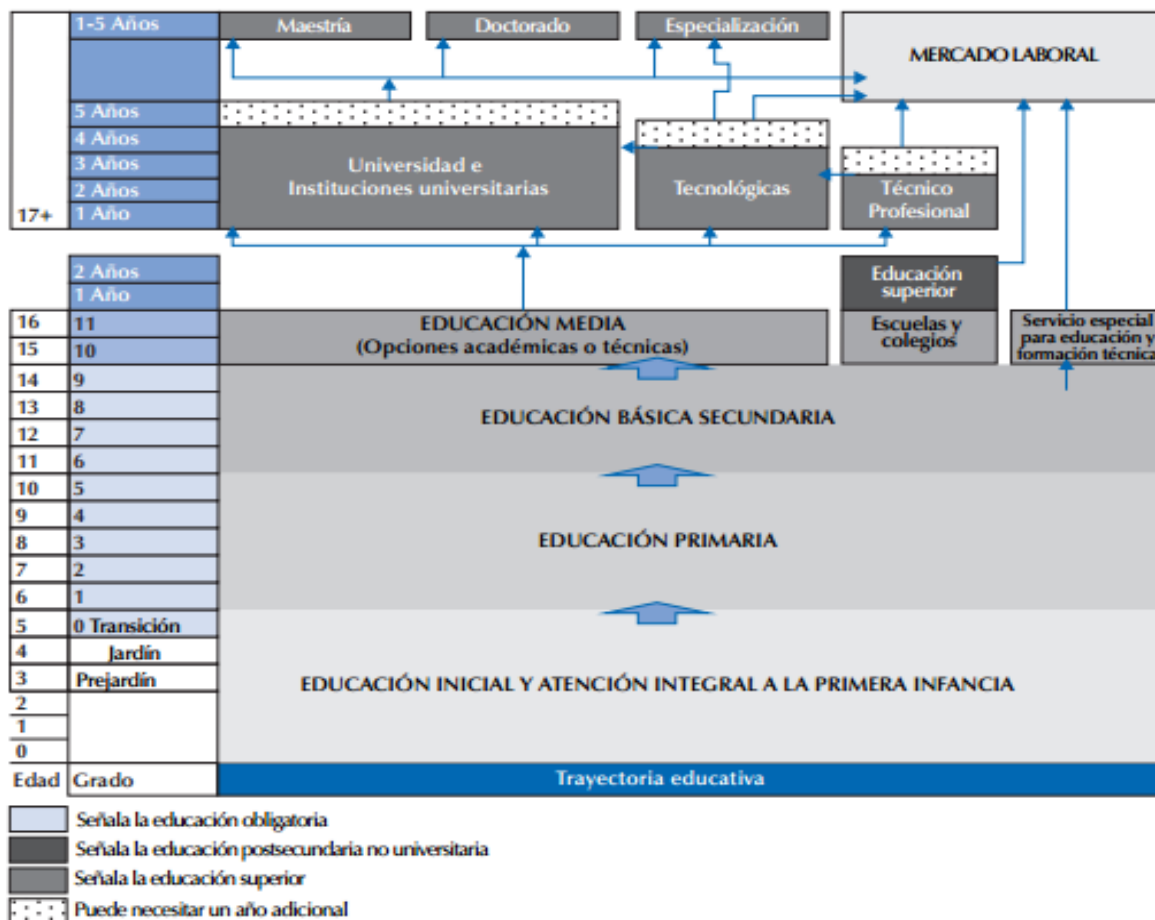 1-5 Años
Maestría
Doctorado
Especialización
MERCADO LABORAL
5 Años
4 Años
3 Años
2 Años
17+
1 Año
Universidad e
Instituciones universitarias
Tecnológicas
Técnico
Profesional
2 Años
1 Año
Educación
superior
16
11
15
10
EDUCACIÓN MEDIA
(Opciones académicas o técnicas)
Escuelas y
colegios
Servicio especial
para educación y
formación técnica
14
9
13
8
12
7
11
6
EDUCACIÓN BÁSICA SECUNDARIA
10
5
9
4
8
3
7
2
6
1
EDUCACIÓN PRIMARIA
5
0 Transición
4
Jardín
3
Prejardín
2
1
0
EDUCACIÓN INICIAL Y ATENCIÓN INTEGRAL A LA PRIMERA INFANCIA
Edad
Grado
Trayectoria educativa
Señala la educación obligatoria
Señala la educación postsecundaria no universitaria
Señala la educación superior
Puede necesitar un año adicional